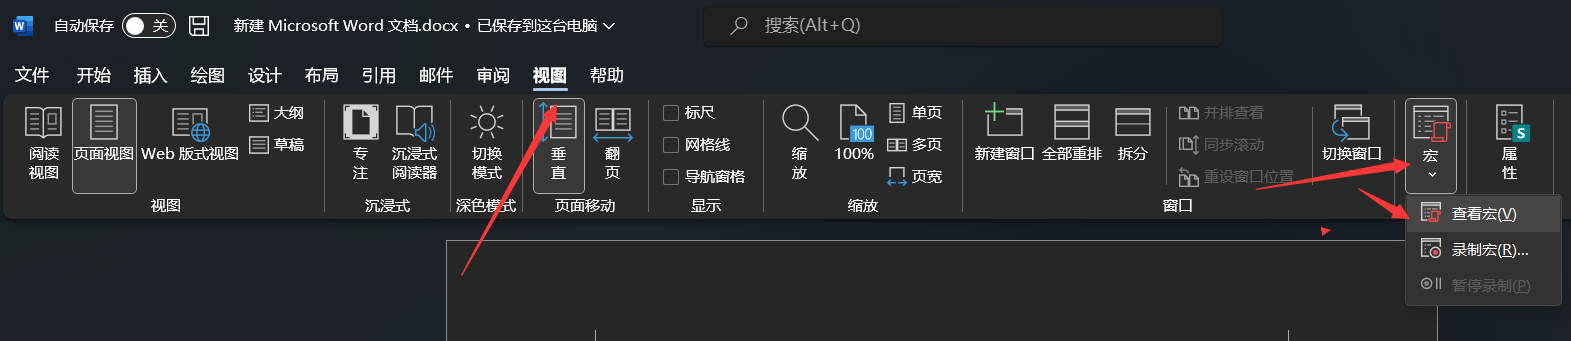 自动保存 关 新建 Microsoft Word 文档.docx • 已保存到这台电脑 搜索(Alt+Q)
文件 开始 插入 绘图 设计 布局 引用 邮件 审阅 视图 帮助
阅读
视图
页面视图
Web 版式视图
大纲
草稿
视图
专
注
沉浸式
阅读器
沉浸式
切换
模式
深色模式
垂
直
翻
页
页面移动
标尺
网格线
导航窗格
显示
缩
放
100
100%
单页
多页
页宽
缩放
新建窗口
全部重排
拆分
并排查看
同步滚动
重设窗口位置
切换窗口
窗口
宏
S
属
性
查看宏(V)
录制宏(R)...
暂停录制(P)